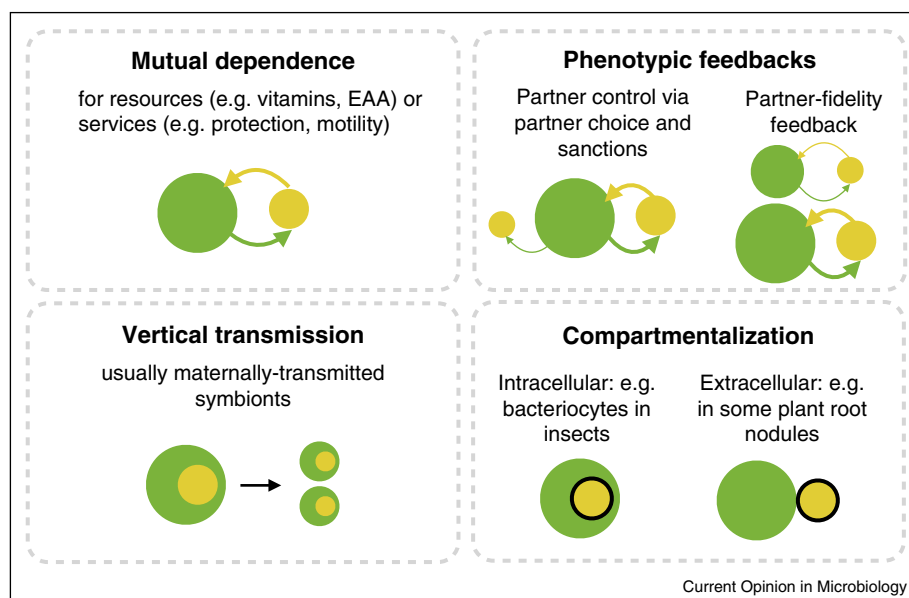 Mutual dependence
for resources (e.g. vitamins, EAA) or
services (e.g. protection, motility)
Phenotypic feedbacks
Partner control via
partner choice and
sanctions
Partner-fidelity
feedback
Vertical transmission
usually maternally-transmitted
symbionts
Compartmentalization
Intracellular: e.g.
bacteriocytes in
insects
Extracellular: e.g.
in some plant root
nodules
Current Opinion in Microbiology